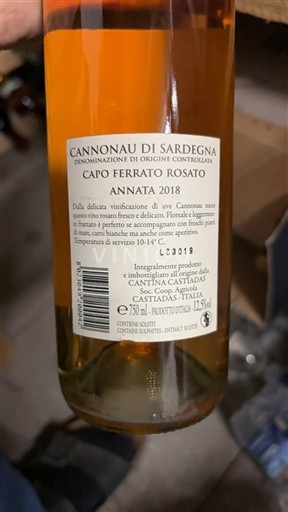 CANNONAU DI SARDEGNA
DENOMINAZIONE DI ORIGINE CONTROLLATA
CAPO FERRATO ROSATO
ANNATA 2018
Dalla delicata vinificazione di uve Cannonau nasce
questo vino rosato fresco e delicato. Floreale e leggermente
fruttato è perfetto se accompagnato con freschi piatti
di mare, carni bianche ma anche come aperitivo.
Temperatura di servizio 10-14° C.
L83019
Integralmente prodotto
e imbottigliato all'origine dalla
CANTINA CASTIADAS
Soc. Coop. Agricola
CASTIADAS - ITALIA
e 750 ml - PRODOTTO D'ITALIA - 12,5% vol
CONTIENE SOLFITI
CONTAINS SULPHITES - ENTHÄLT SULFITE